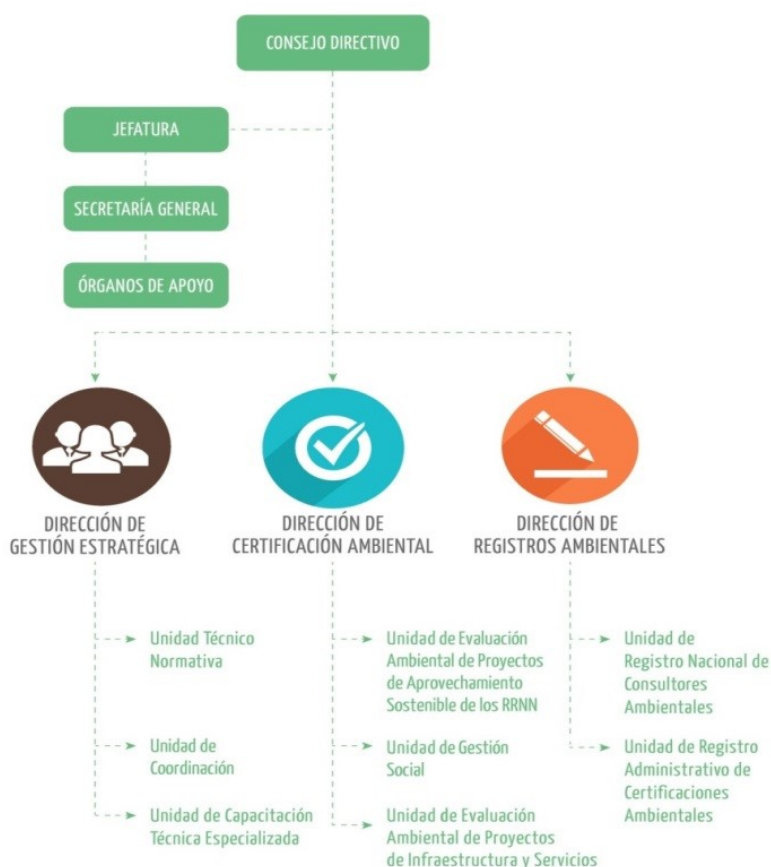 CONSEJO DIRECTIVO
JEFATURA
SECRETARÍA GENERAL
ÓRGANOS DE APOYO
DIRECCIÓN DE
GESTIÓN ESTRATÉGICA
Unidad Técnico
Normativa
Unidad de
Coordinación
Unidad de Capacitación
Técnica Especializada
DIRECCIÓN DE
CERTIFICACIÓN AMBIENTAL
Unidad de Evaluación
Ambiental de Proyectos
de Aprovechamiento
Sostenible de los RRNN
Unidad de Gestión
Social
Unidad de Evaluación
Ambiental de Proyectos
de Infraestructura y Servicios
DIRECCIÓN DE
REGISTROS AMBIENTALES
Unidad de
Registro Nacional de
Consultores
Ambientales
Unidad de Registro
Administrativo de
Certificaciones
Ambientales